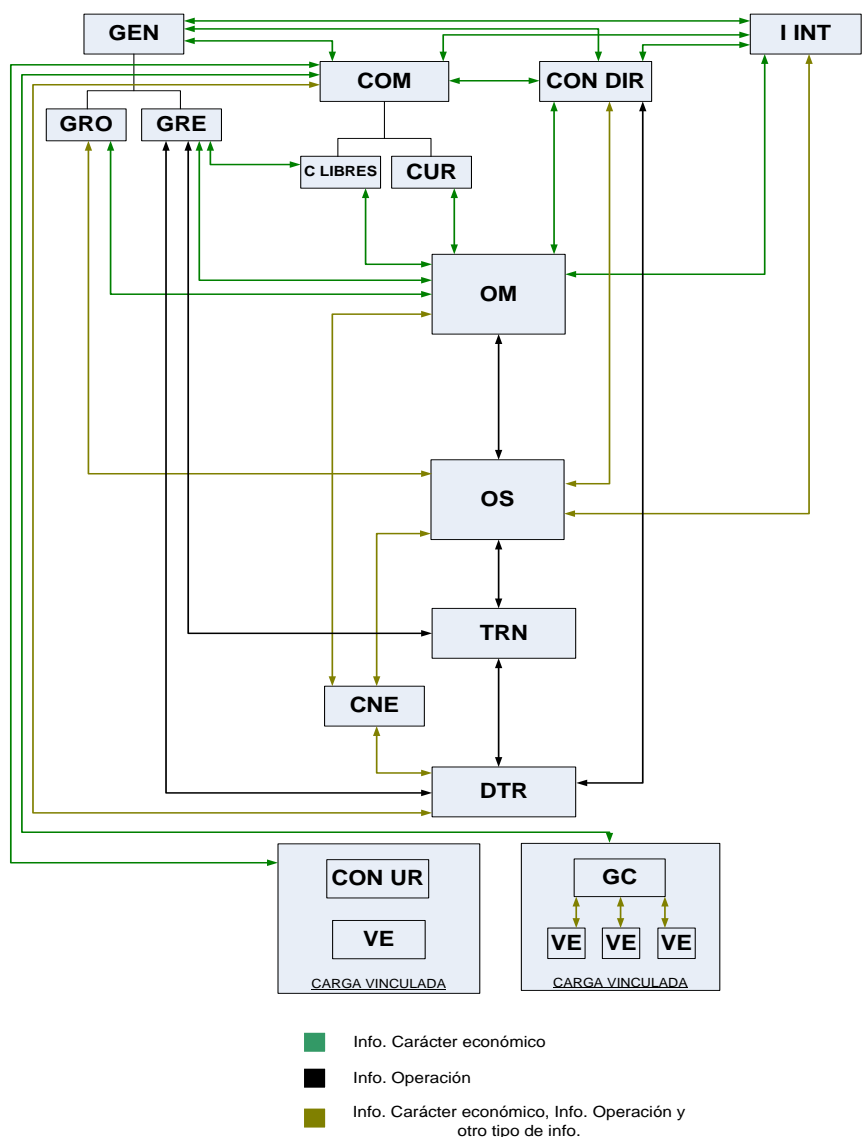 GEN
I INT
COM
CON DIR
GRO
GRE
C LIBRES
CUR
OM
OS
TRN
CNE
DTR
CON UR
GC
VE
VE
VE
VE
CARGA VINCULADA
CARGA VINCULADA
Info. Carácter económico
Info. Operación
Info. Carácter económico, Info. Operación y
otro tipo de info.